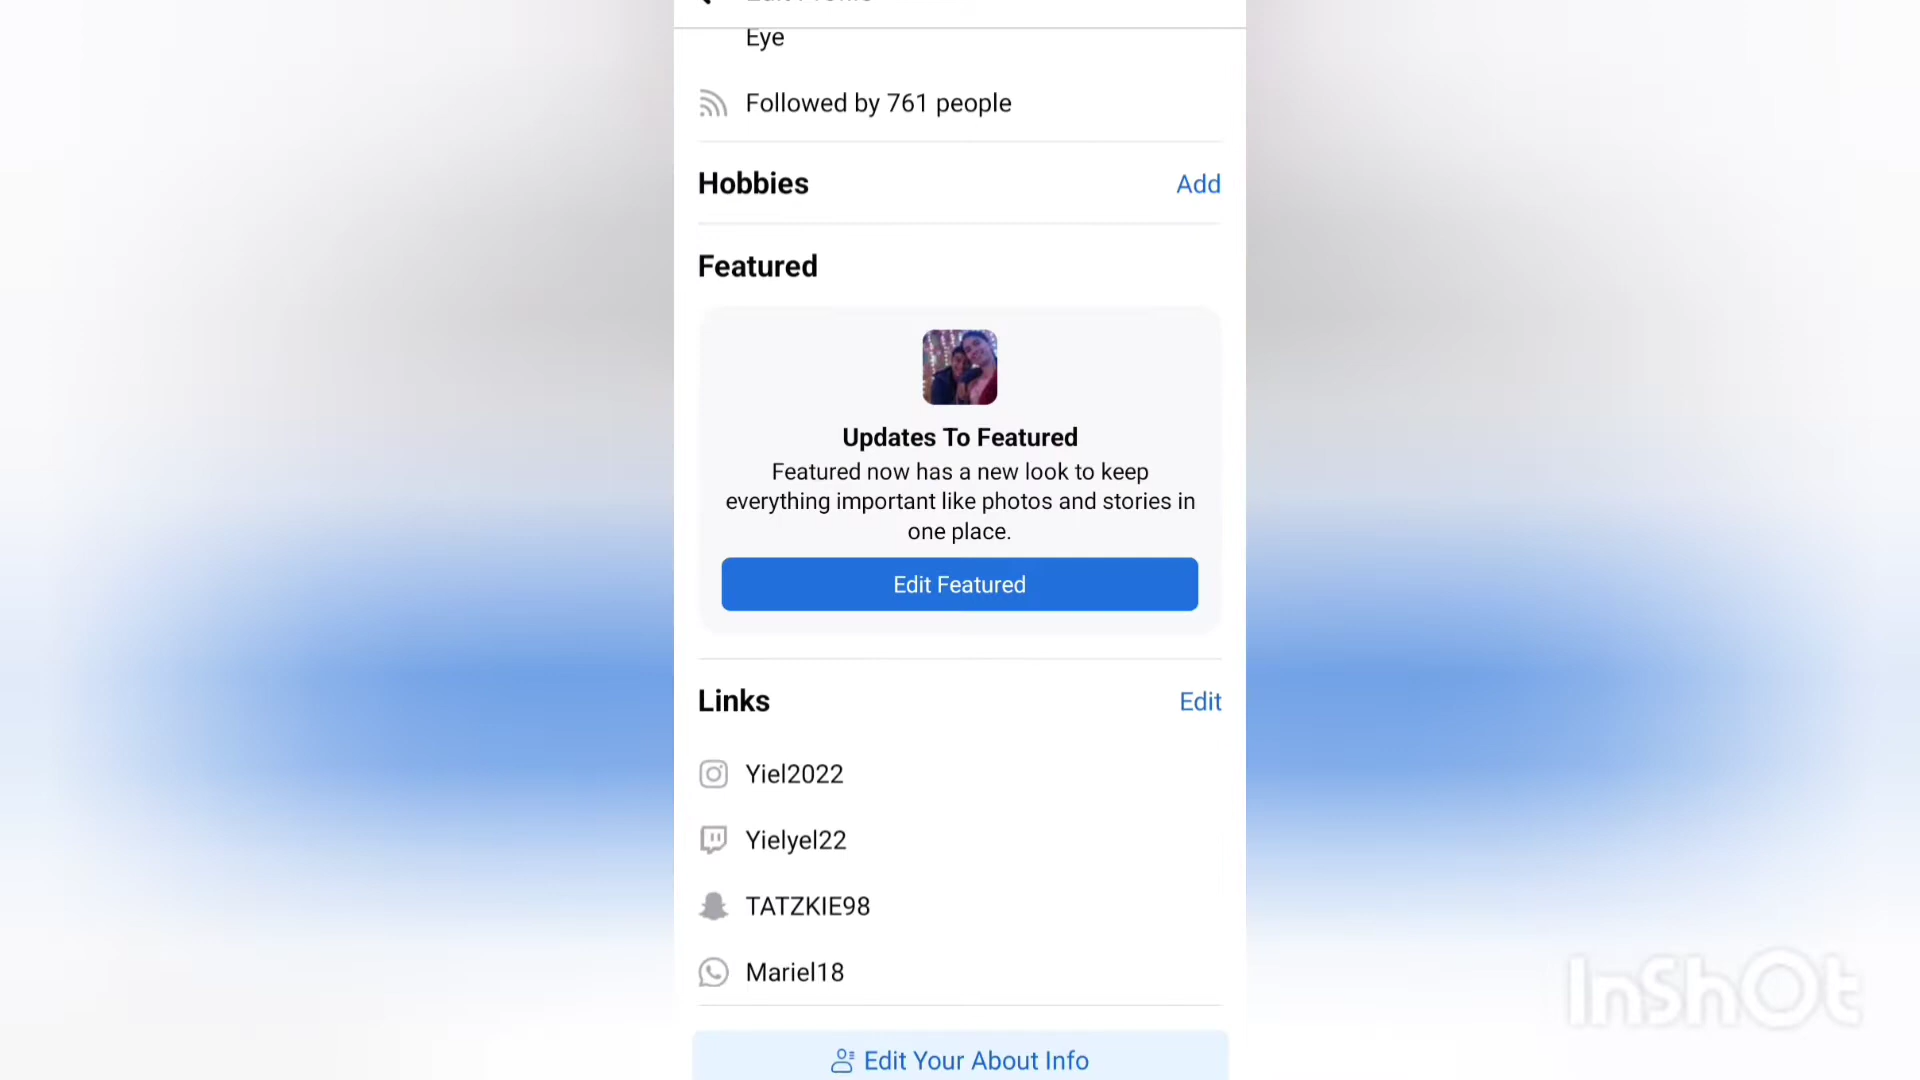 Eye
Followed by 761 people
Hobbies
Add
Featured
Updates To Featured
Featured now has a new look to keep
everything important like photos and stories in
one place.
Edit Featured
Links
Edit
Yiel2022
Yielyel22
TATZKIE98
Mariel18
Edit Your About Info
InShOt